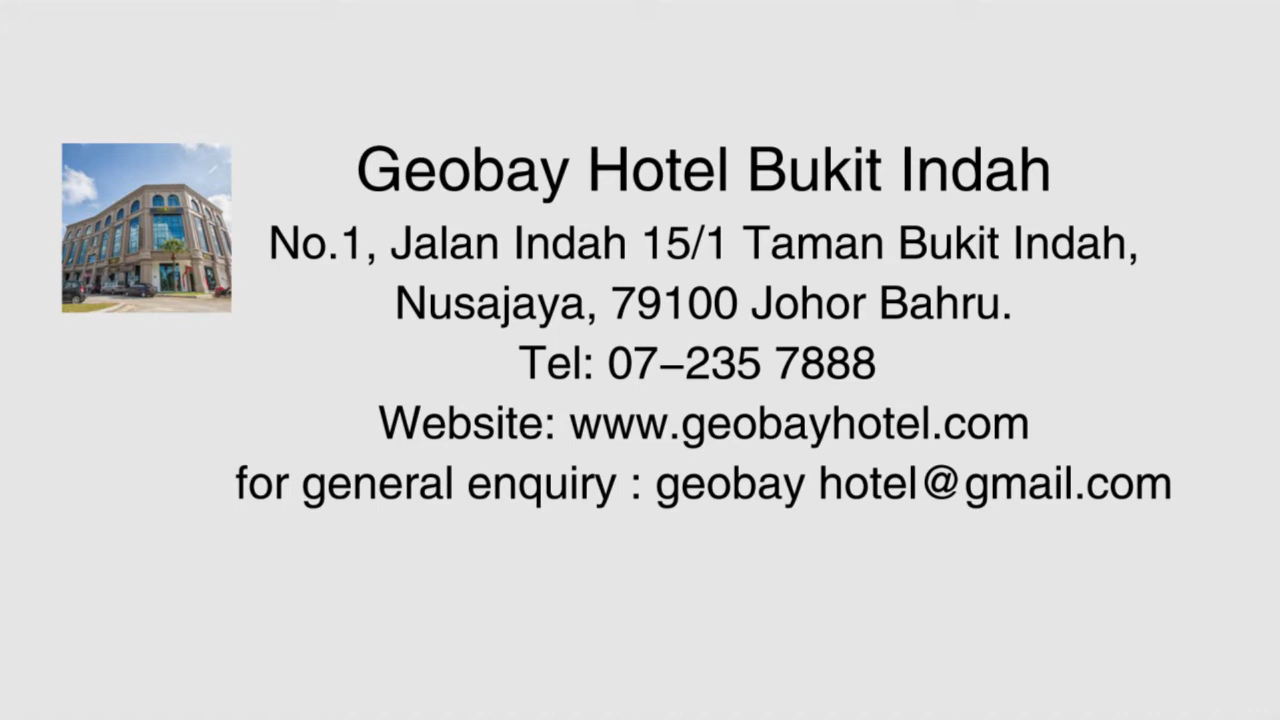 Geobay Hotel Bukit Indah
No.1, Jalan Indah 15/1 Taman Bukit Indah,
Nusajaya, 79100 Johor Bahru.
Tel: 07–235 7888
Website: www.geobayhotel.com
for general enquiry : geobay hotel@gmail.com